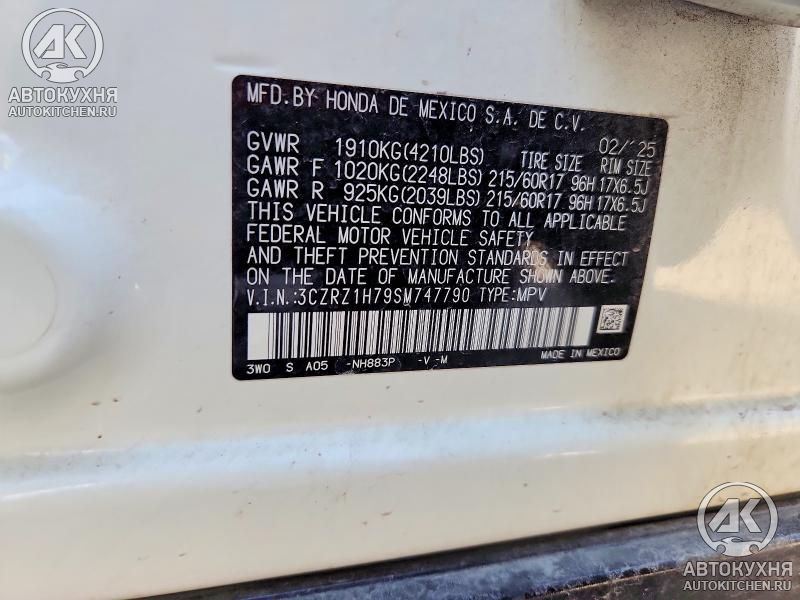 AK
АВТОКУХНЯ
AUTOKITCHEN.RU
MFD.BY HONDA DE MEXICO S.A. DE C.V.
02/'25
GVWR 1910KG(4210LBS) TIRE SIZE RIM SIZE
GAWR F 1020KG(2248LBS) 215/60R17 96H 17X6.5J
GAWR R 925KG(2039LBS) 215/60R17 96H 17X6.5J
THIS VEHICLE CONFORMS TO ALL APPLICABLE
FEDERAL MOTOR VEHICLE SAFETY
AND THEFT PREVENTION STANDARDS IN EFFECT
ON THE DATE OF MANUFACTURE SHOWN ABOVE.
V.I.N.:3CZRZ1H79SM747790 TYPE:MPV
3W0 S A05 -NH883P -V -M MADE IN MEXICO
AK
АВТОКУХНЯ
AUTOKITCHEN.RU